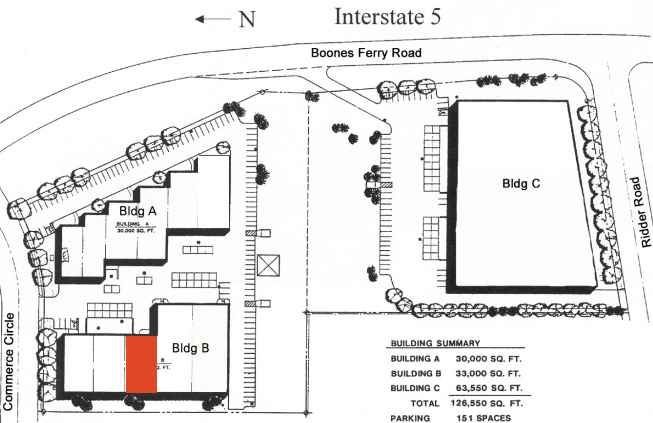 N
Interstate 5
Boones Ferry Road
Bldg A
BUILDING A
30,000 SQ. FT.
Bldg C
Ridder Road
Commerce Circle
Bldg B
B
Q. FT.
BUILDING SUMMARY
BUILDING A 30,000 SQ. FT.
BUILDING B 33,000 SQ. FT.
BUILDING C 63,550 SQ. FT.
TOTAL 126,550 SQ. FT.
PARKING 151 SPACES